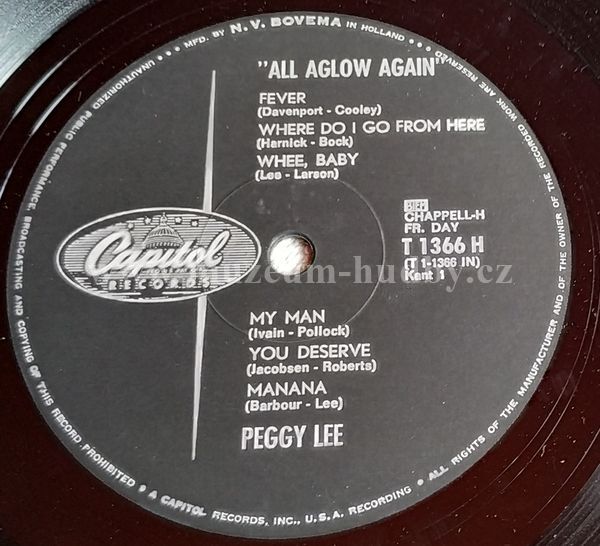 MFD. BY N. V. BOVEMA IN HOLLAND
UNAUTHORIZED PUBLIC PERFORMANCE, BROADCASTING AND COPYING OF THIS RECORD PROHIBITED
ALL RIGHTS OF THE MANUFACTURER AND OF THE OWNER OF THE RECORDED WORK ARE RESERVED
"ALL AGLOW AGAIN"
FEVER
(Davenport - Cooley)
WHERE DO I GO FROM HERE
(Harnick - Bock)
WHEE, BABY
(Lee - Larson)
CHAPPELL-H
FR. DAY
T 1366 H
(T 1-1366 IN)
Kant 1
Capitol
RECORDS
MY MAN
(Ivain - Pollock)
YOU DESERVE
(Jacobsen - Roberts)
MANANA
(Barbour - Lee)
PEGGY LEE
A CAPITOL RECORDS, INC., U.S.A. RECORDING